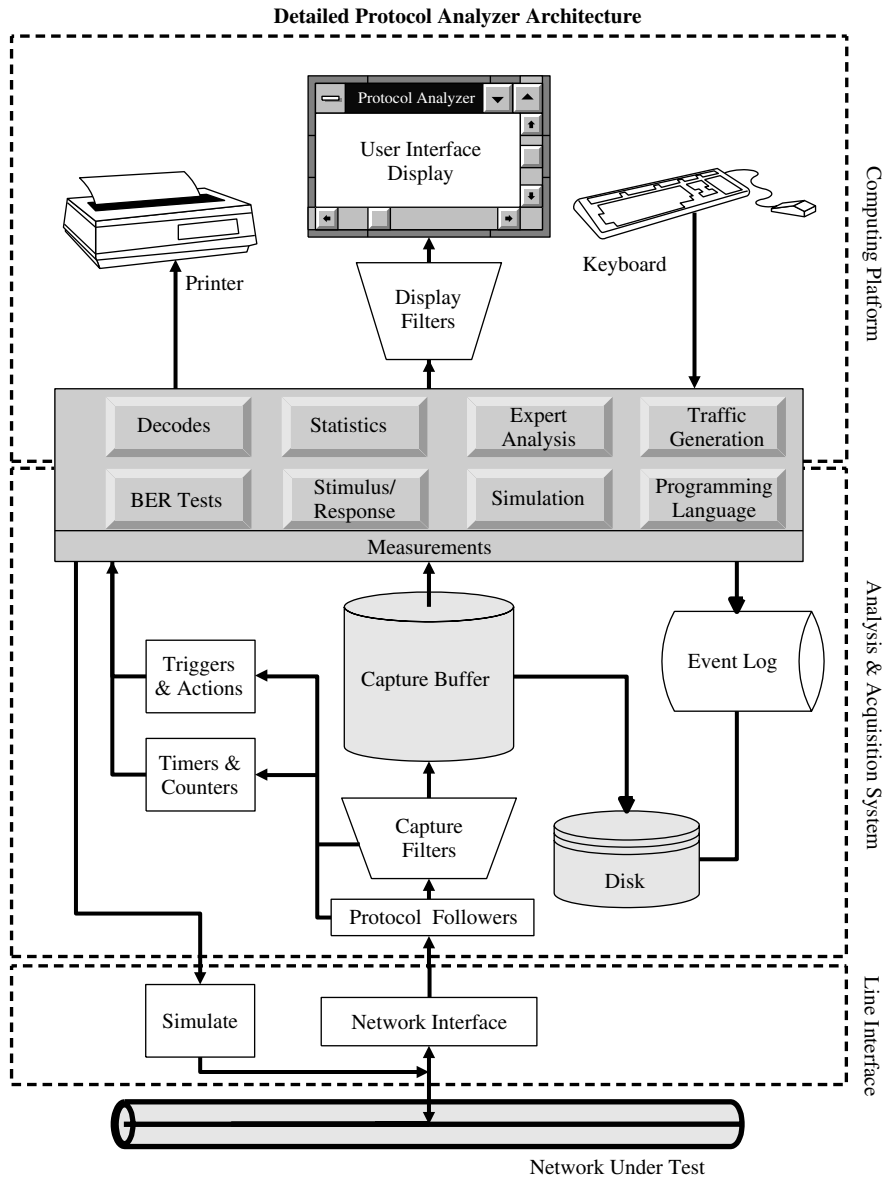 Detailed Protocol Analyzer Architecture
Protocol Analyzer
User Interface
Display
Printer
Keyboard
Display
Filters
Computing Platform
Decodes
Statistics
Expert
Analysis
Traffic
Generation
BER Tests
Stimulus/
Response
Simulation
Programming
Language
Measurements
Triggers
& Actions
Capture Buffer
Event Log
Timers &
Counters
Capture
Filters
Disk
Protocol Followers
Analysis & Acquisition System
Simulate
Network Interface
Line Interface
Network Under Test